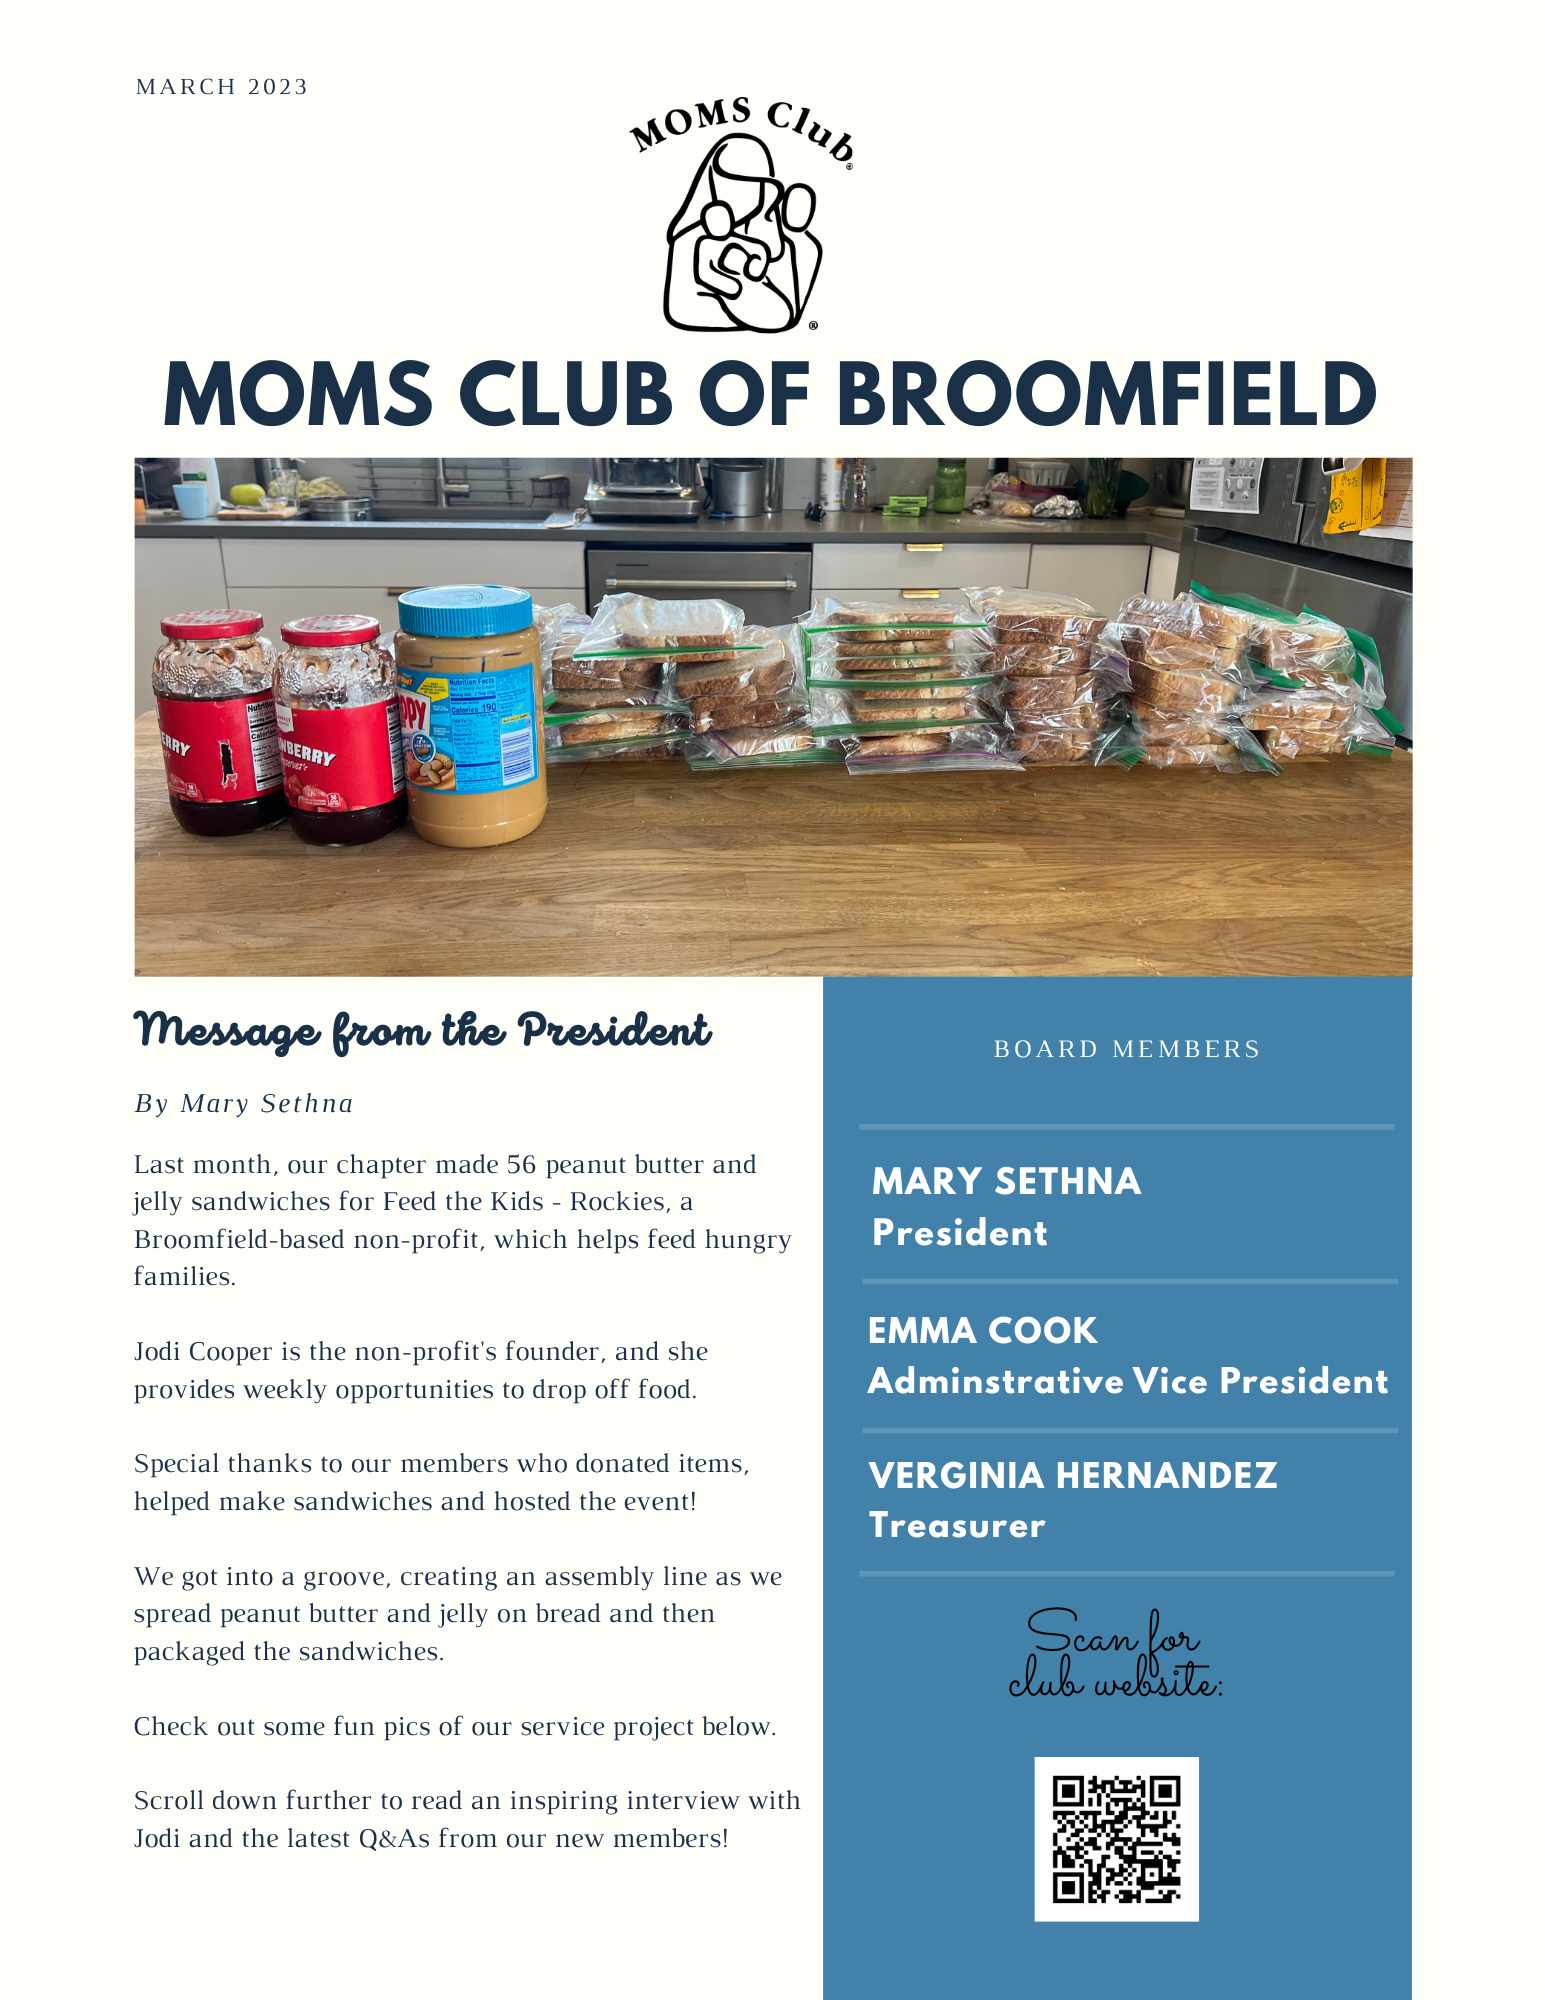 MARCH 2023
MOMS Club®
®
MOMS CLUB OF BROOMFIELD
Nutrition Facts
Calories 190
Message from the President
By Mary Sethna
Last month, our chapter made 56 peanut butter and
jelly sandwiches for Feed the Kids - Rockies, a
Broomfield-based non-profit, which helps feed hungry
families.
Jodi Cooper is the non-profit's founder, and she
provides weekly opportunities to drop off food.
Special thanks to our members who donated items,
helped make sandwiches and hosted the event!
We got into a groove, creating an assembly line as we
spread peanut butter and jelly on bread and then
packaged the sandwiches.
Check out some fun pics of our service project below.
Scroll down further to read an inspiring interview with
Jodi and the latest Q&As from our new members!
BOARD MEMBERS
MARY SETHNA
President
EMMA COOK
Adminstrative Vice President
VERGINIA HERNANDEZ
Treasurer
Scan for
club website: